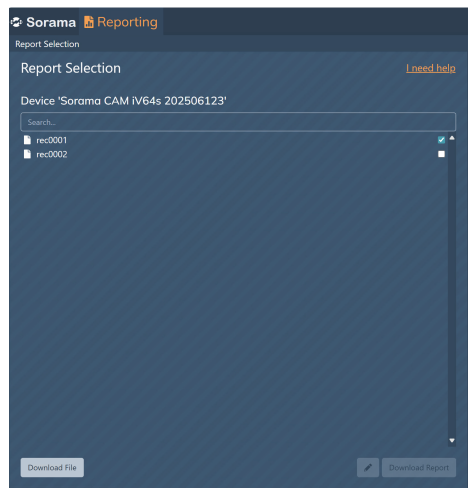 Sorama Reporting
Report Selection
Report Selection I need help
Device 'Sorama CAM iV64s 202506123'
Search...
rec0001
rec0002
Download File Download Report